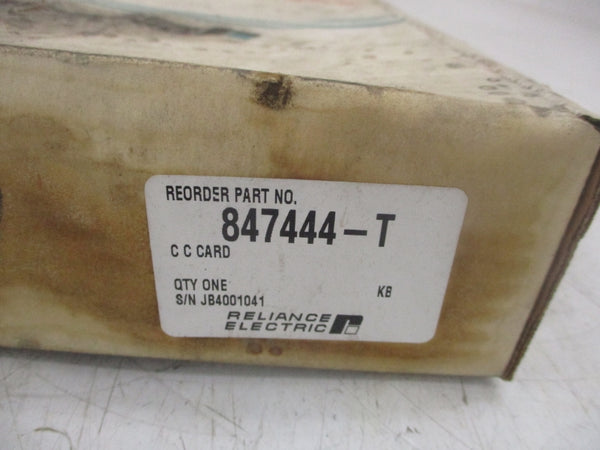 REORDER PART NO.
847444-T
C C CARD
QTY ONE KB
S/N JB4001041
RELIANCE
ELECTRIC